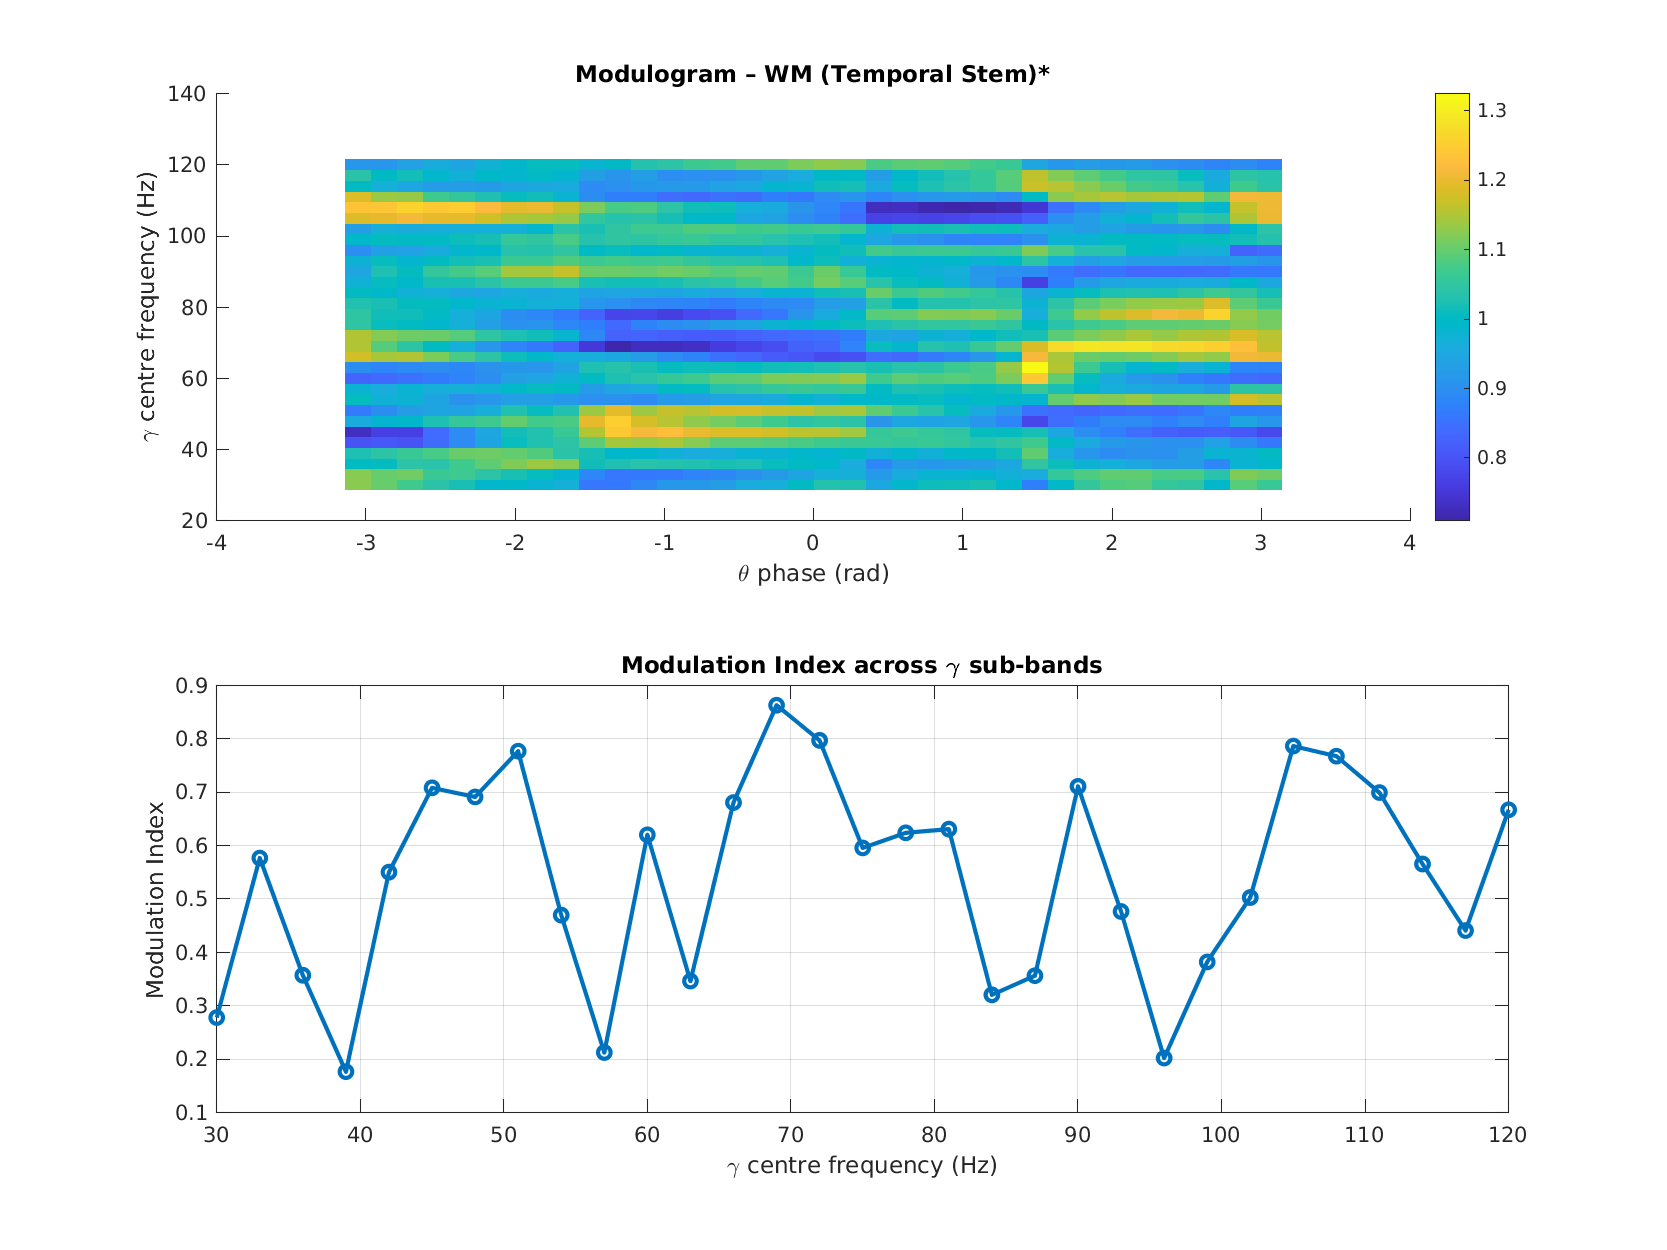 Modulogram – WM (Temporal Stem)*
140
120
100
80
60
40
20
γ centre frequency (Hz)
-4 -3 -2 -1 0 1 2 3 4
θ phase (rad)
1.3
1.2
1.1
1
0.9
0.8
Modulation Index across γ sub-bands
0.9
0.8
0.7
0.6
0.5
0.4
0.3
0.2
0.1
Modulation Index
30 40 50 60 70 80 90 100 110 120
γ centre frequency (Hz)